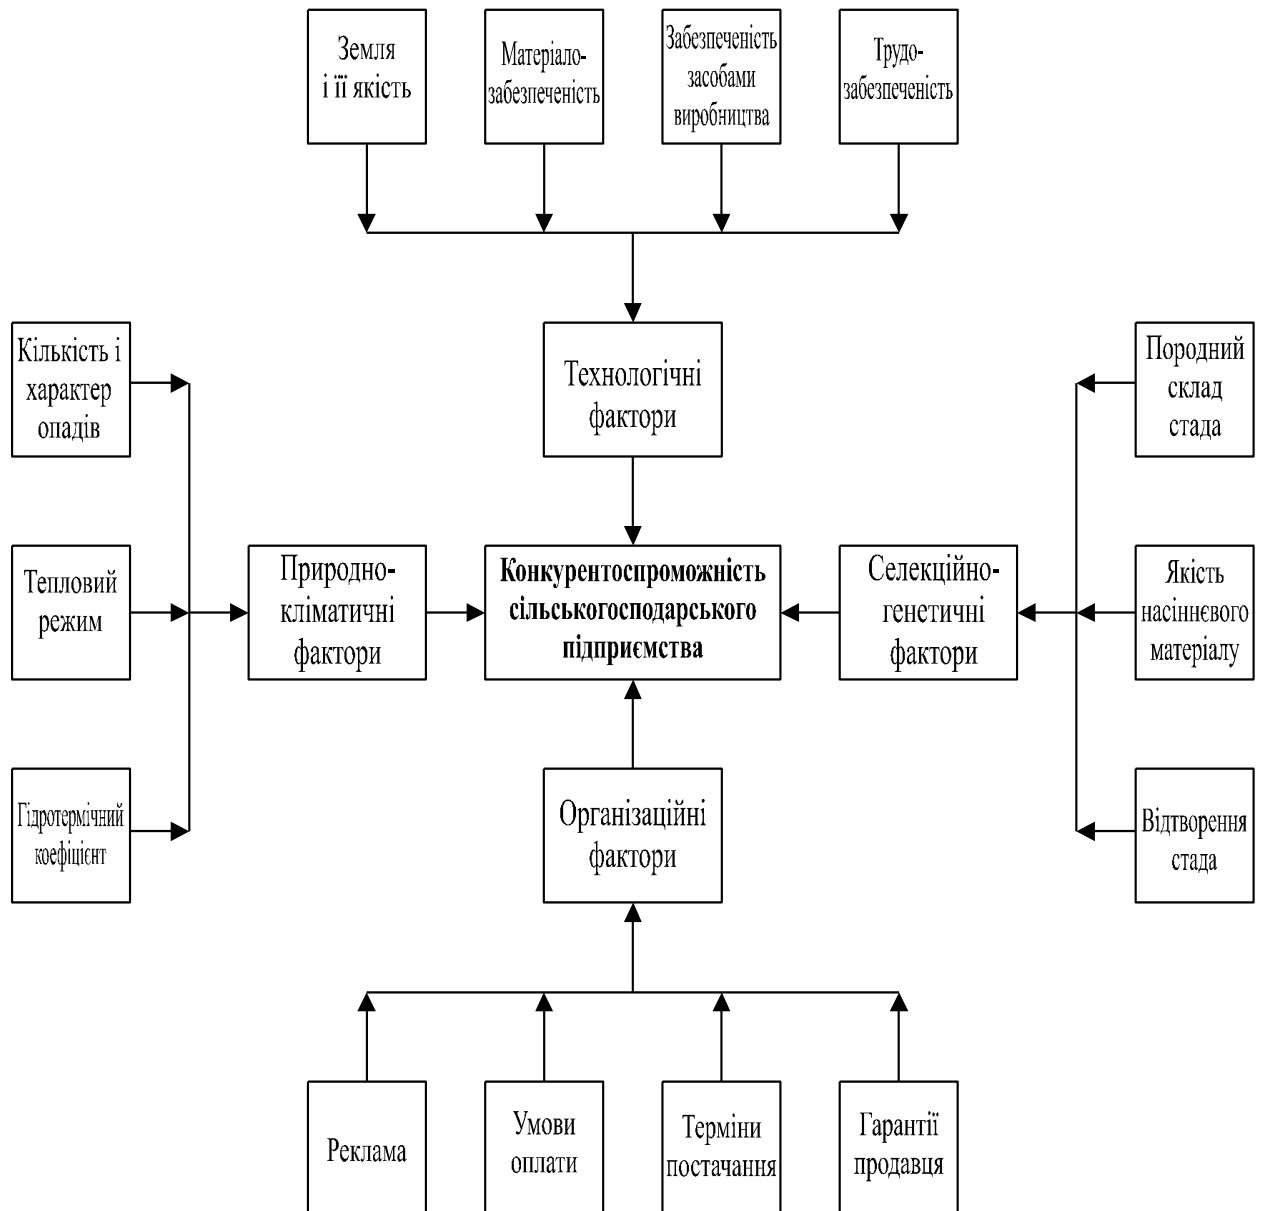 Земля
і її якість
Матеріало-
забезпеченість
Забезпеченість
засобами
виробництва
Трудо-
забезпеченість
Технологічні
фактори
Кількість і
характер
опадів
Тепловий
режим
Гідротермічний
коефіцієнт
Природно-
кліматичні
фактори
Конкурентоспроможність
сільськогосподарського
підприємства
Селекційно-
генетичні
фактори
Породний
склад
стада
Якість
насіннєвого
матеріалу
Відтворення
стада
Організаційні
фактори
Реклама
Умови
оплати
Терміни
постачання
Гарантії
продавця